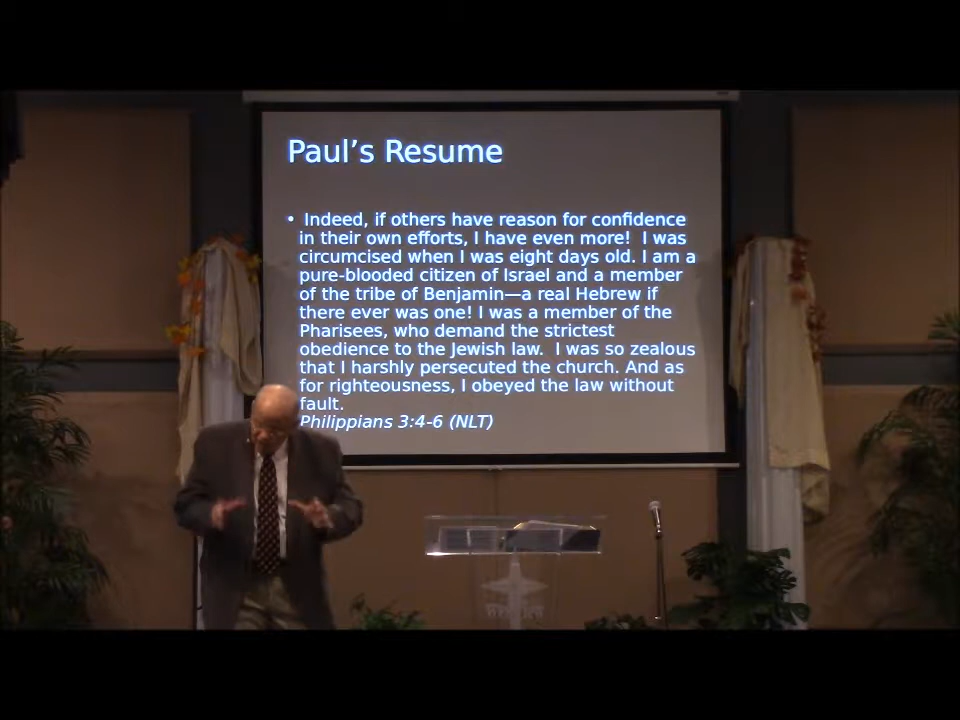 Paul’s Resume
• Indeed, if others have reason for confidence
in their own efforts, I have even more!  I was
circumcised when I was eight days old. I am a
pure-blooded citizen of Israel and a member
of the tribe of Benjamin—a real Hebrew if
there ever was one! I was a member of the
Pharisees, who demand the strictest
obedience to the Jewish law.  I was so zealous
that I harshly persecuted the church. And as
for righteousness, I obeyed the law without
fault.
Philippians 3:4-6 (NLT)